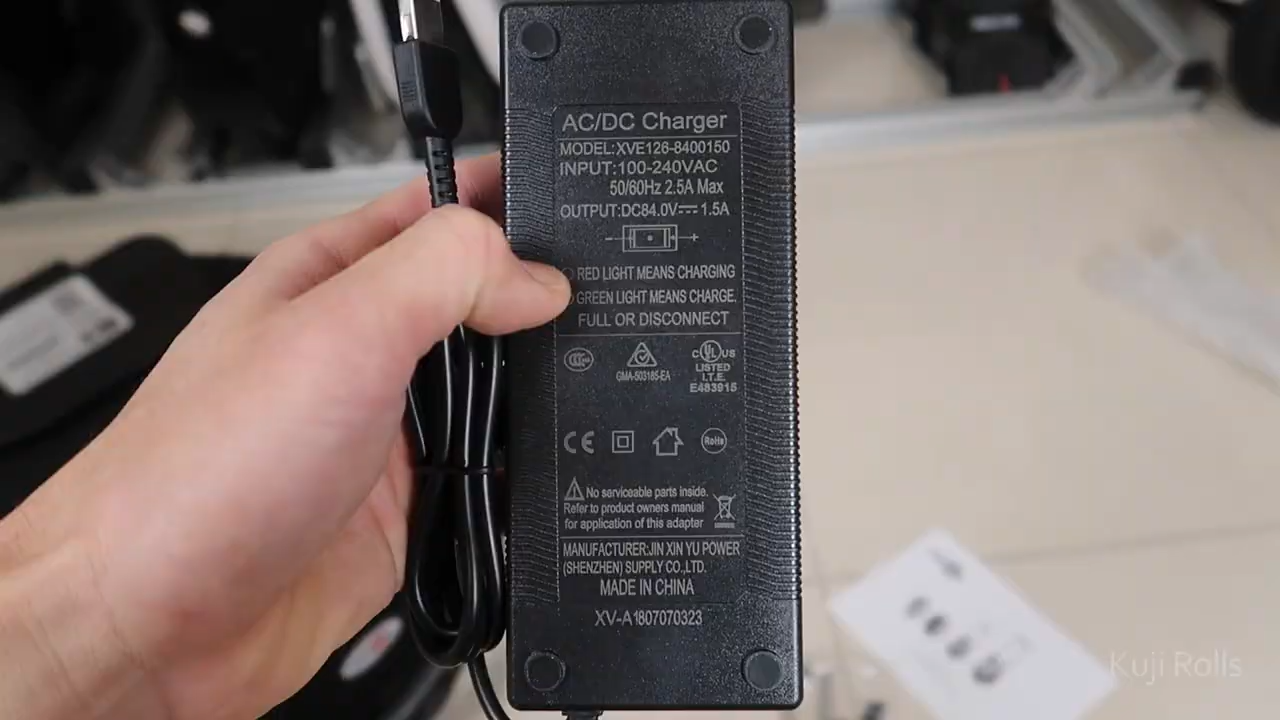 AC/DC Charger
MODEL:XVE126-8400150
INPUT:100-240VAC
50/60Hz 2.5A Max
OUTPUT:DC84.0V⎓1.5A
- +
RED LIGHT MEANS CHARGING
GREEN LIGHT MEANS CHARGE.
FULL OR DISCONNECT
CCC
GMA-503185-EA
C UL US
LISTED
I.T.E.
E483915
CE RoHs
No serviceable parts inside.
Refer to product owners manual
for application of this adapter
MANUFACTURER:JIN XIN YU POWER
(SHENZHEN) SUPPLY CO.,LTD.
MADE IN CHINA
XV-A1807070323
Kuji Rolls